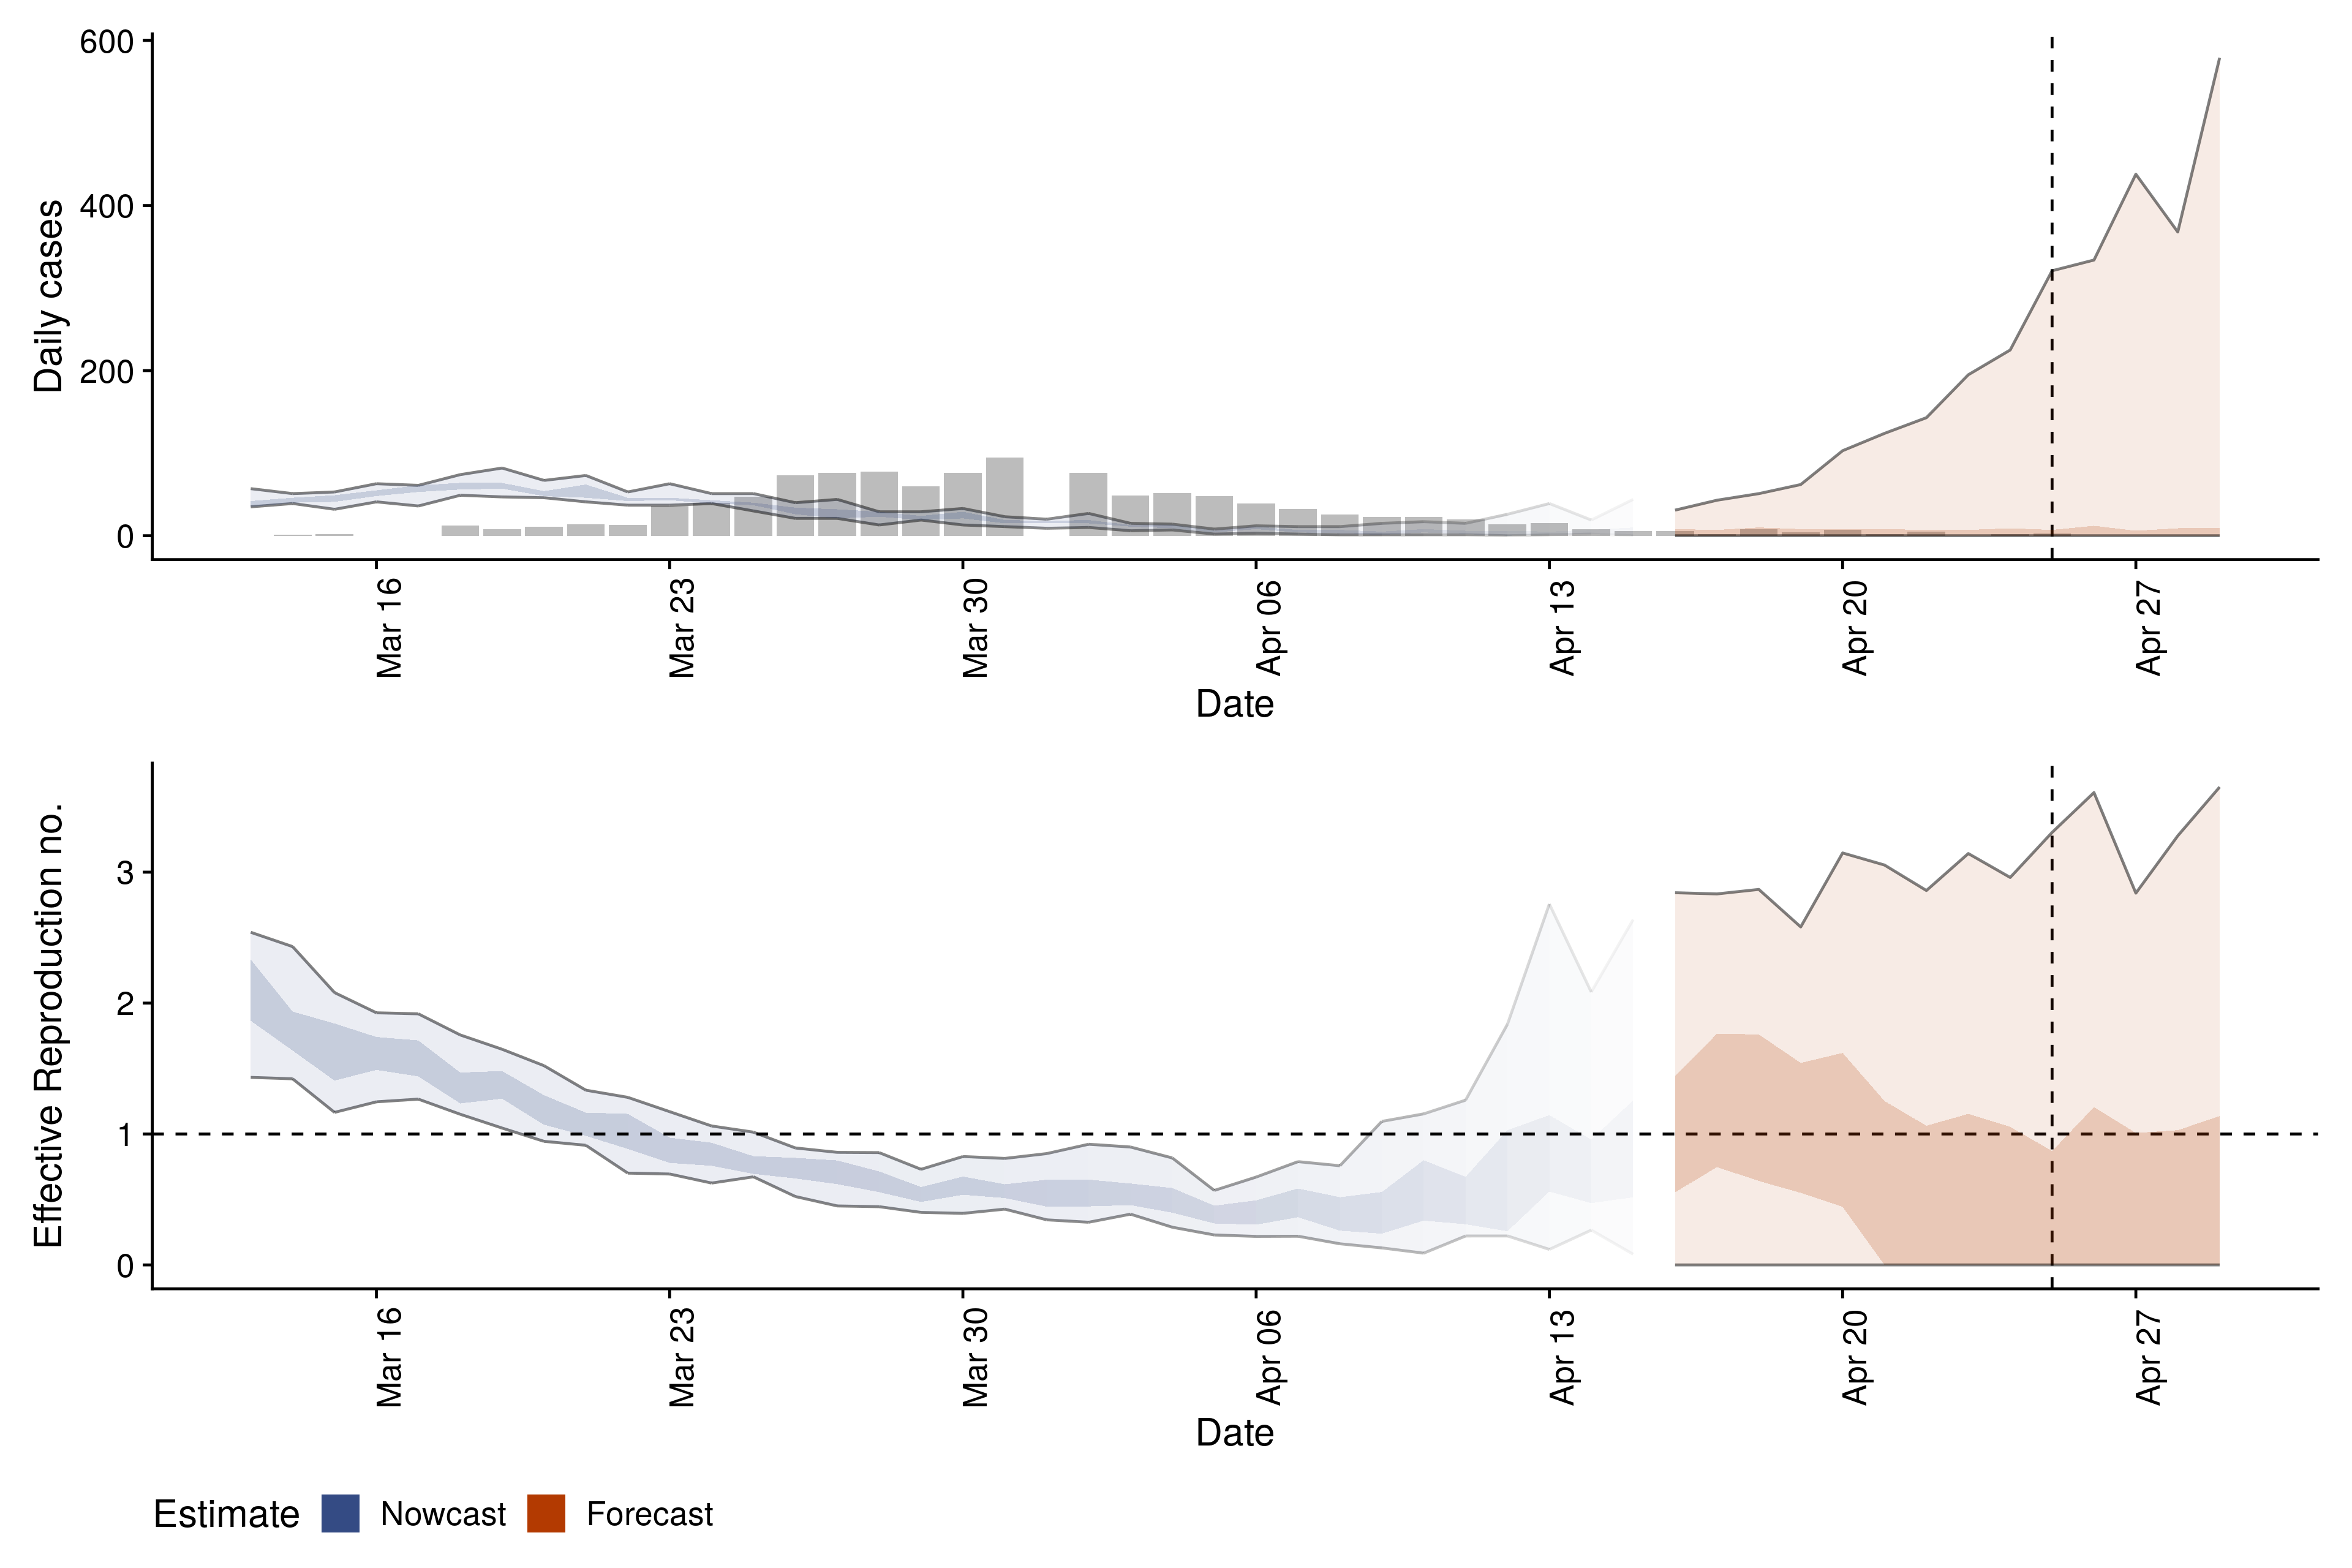 600
400
200
0
Daily cases
Mar 16
Mar 23
Mar 30
Apr 06
Apr 13
Apr 20
Apr 27
Date
3
2
1
0
Effective Reproduction no.
Mar 16
Mar 23
Mar 30
Apr 06
Apr 13
Apr 20
Apr 27
Date
Estimate Nowcast Forecast